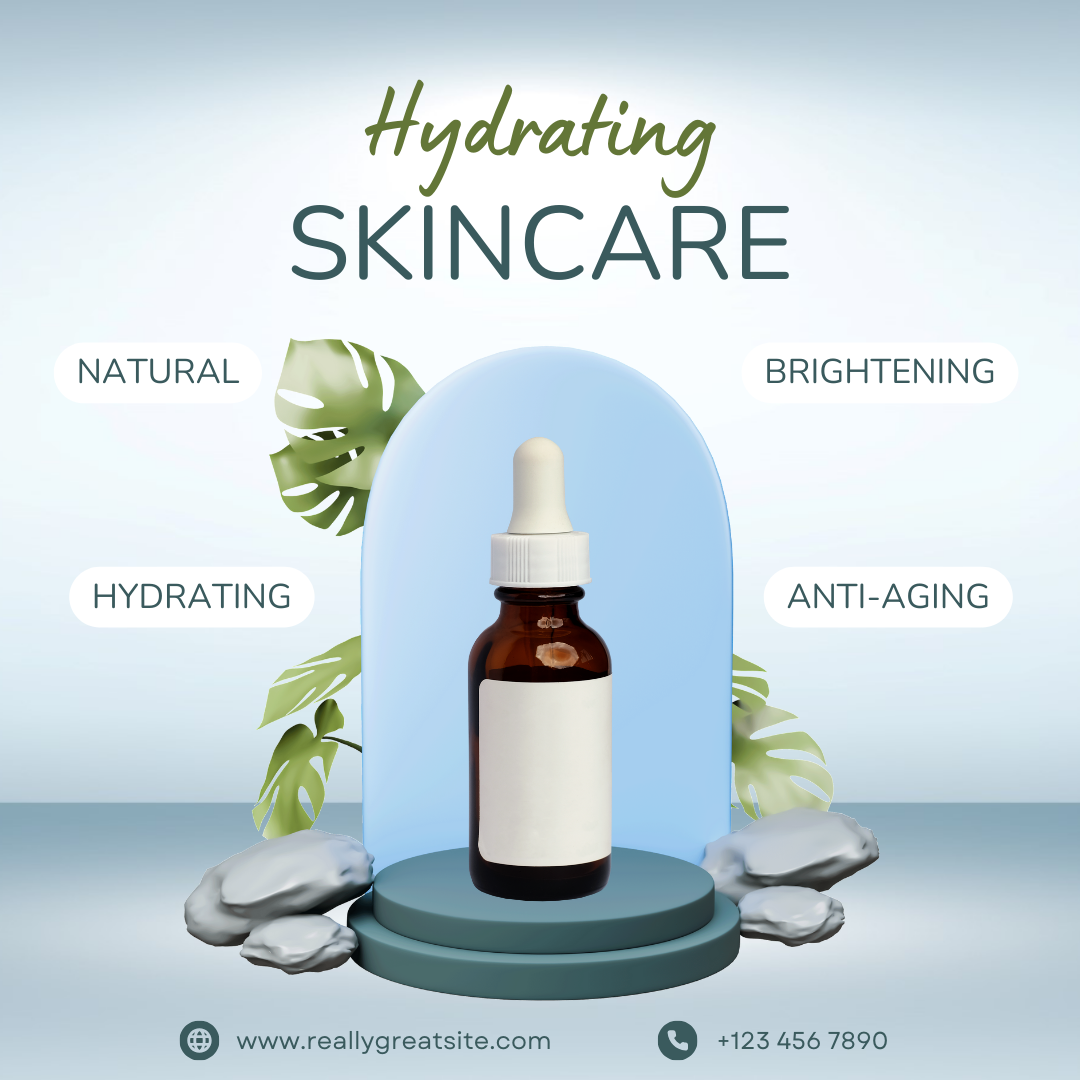 Hydrating
SKINCARE
NATURAL
BRIGHTENING
HYDRATING
ANTI-AGING
www.reallygreatsite.com
+123 456 7890